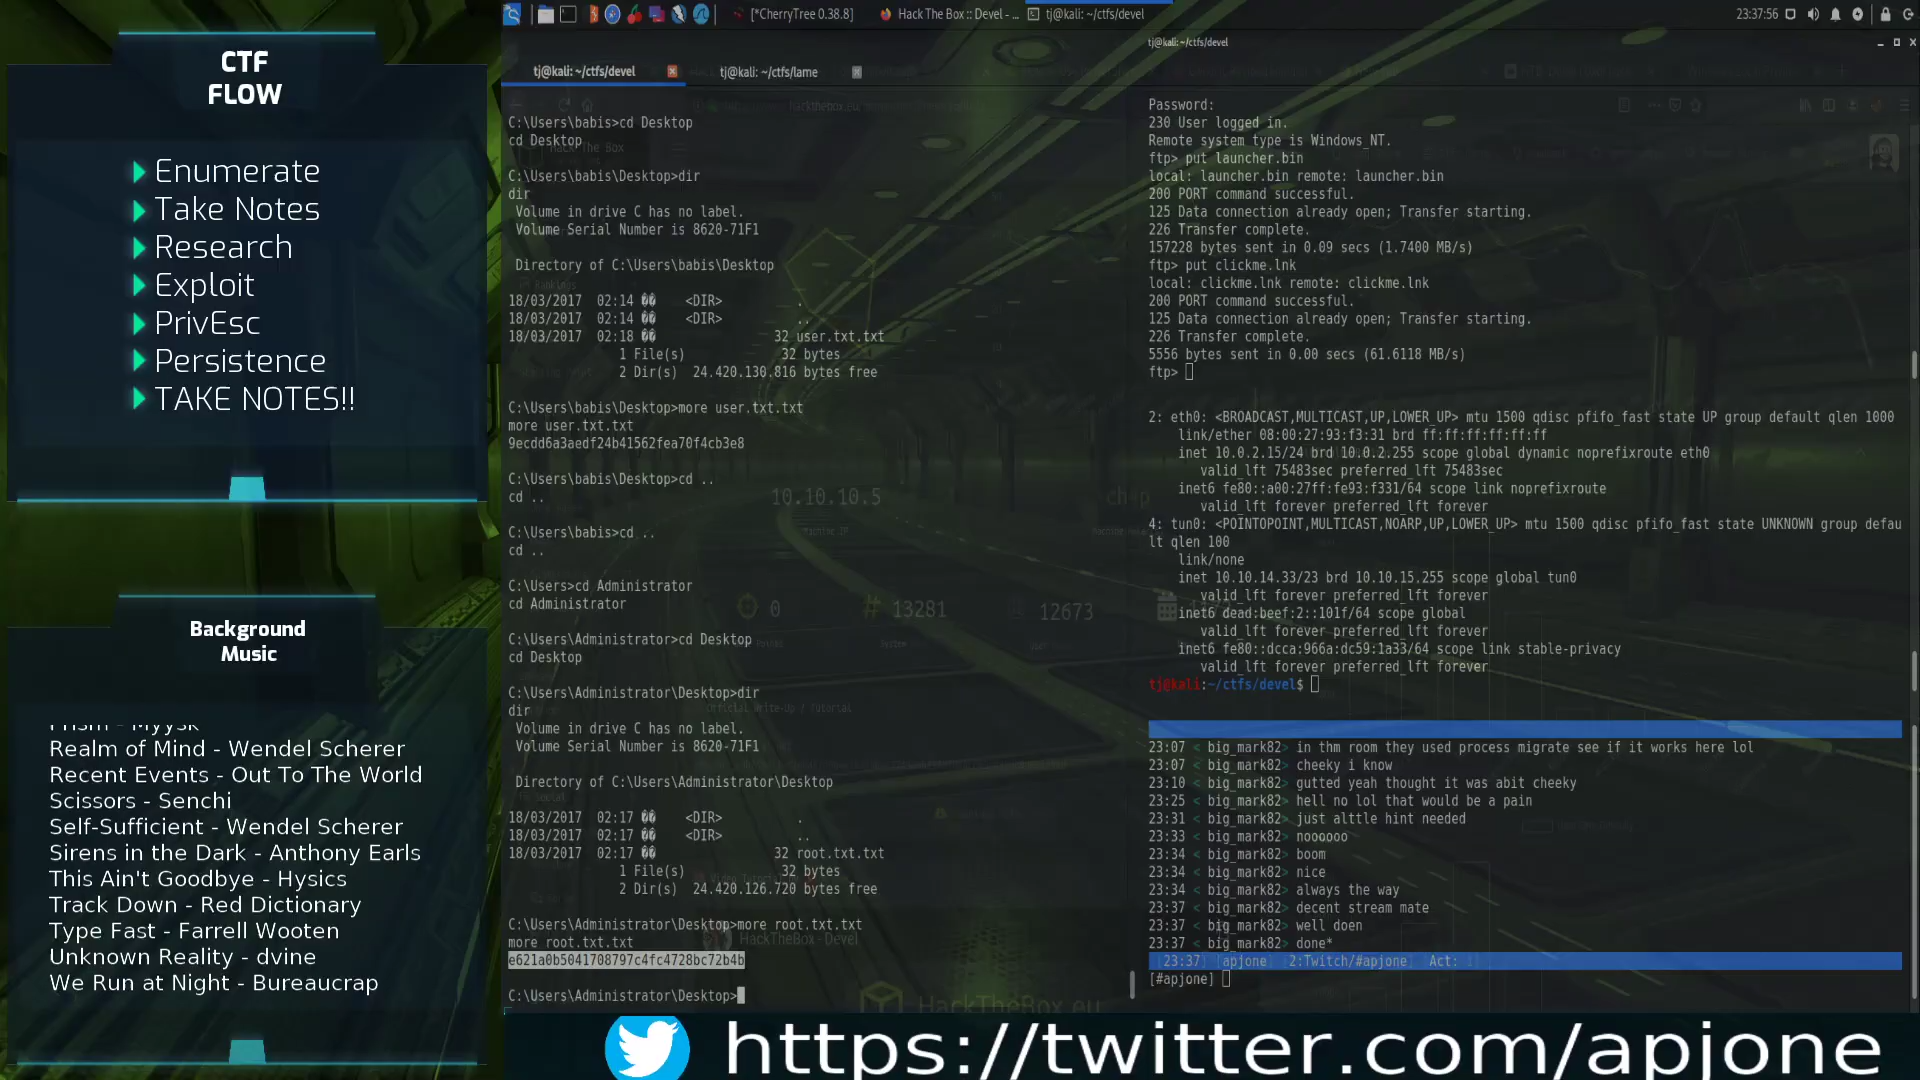 CTF
FLOW
Enumerate
Take Notes
Research
Exploit
PrivEsc
Persistence
TAKE NOTES!!
Background
Music
Prism - Myysk
Realm of Mind - Wendel Scherer
Recent Events - Out To The World
Scissors - Senchi
Self-Sufficient - Wendel Scherer
Sirens in the Dark - Anthony Earls
This Ain't Goodbye - Hysics
Track Down - Red Dictionary
Type Fast - Farrell Wooten
Unknown Reality - dvine
We Run at Night - Bureaucrap
[*CherryTree 0.38.8]
Hack The Box :: Devel - ...
tj@kali: ~/ctfs/devel
23:37:56
tj@kali: ~/ctfs/devel
tj@kali: ~/ctfs/devel
tj@kali: ~/ctfs/lame
C:\Users\babis>cd Desktop
cd Desktop
C:\Users\babis\Desktop>dir
dir
Volume in drive C has no label.
Volume Serial Number is 8620-71F1
Directory of C:\Users\babis\Desktop
18/03/2017  02:14 ��    <DIR>          .
18/03/2017  02:14 ��    <DIR>          ..
18/03/2017  02:18 ��                32 user.txt.txt
1 File(s)             32 bytes
2 Dir(s)  24.420.130.816 bytes free
C:\Users\babis\Desktop>more user.txt.txt
more user.txt.txt
9ecdd6a3aedf24b41562fea70f4cb3e8
C:\Users\babis\Desktop>cd ..
cd ..
C:\Users\babis>cd ..
cd ..
C:\Users>cd Administrator
cd Administrator
C:\Users\Administrator>cd Desktop
cd Desktop
C:\Users\Administrator\Desktop>dir
dir
Volume in drive C has no label.
Volume Serial Number is 8620-71F1
Directory of C:\Users\Administrator\Desktop
18/03/2017  02:17 ��    <DIR>          .
18/03/2017  02:17 ��    <DIR>          ..
18/03/2017  02:17 ��                32 root.txt.txt
1 File(s)             32 bytes
2 Dir(s)  24.420.126.720 bytes free
C:\Users\Administrator\Desktop>more root.txt.txt
more root.txt.txt
e621a0b5041708797c4fc4728bc72b4b
C:\Users\Administrator\Desktop>
10.10.10.5
Machine IP
0
13281
System
12673
User
Official Write-Up / Tutorial
HackTheBox - Devel
HackTheBox.eu
Password:
230 User logged in.
Remote system type is Windows_NT.
ftp> put launcher.bin
local: launcher.bin remote: launcher.bin
200 PORT command successful.
125 Data connection already open; Transfer starting.
226 Transfer complete.
157228 bytes sent in 0.09 secs (1.7400 MB/s)
ftp> put clickme.lnk
local: clickme.lnk remote: clickme.lnk
200 PORT command successful.
125 Data connection already open; Transfer starting.
226 Transfer complete.
5556 bytes sent in 0.00 secs (61.6118 MB/s)
ftp>
2: eth0: <BROADCAST,MULTICAST,UP,LOWER_UP> mtu 1500 qdisc pfifo_fast state UP group default qlen 1000
link/ether 08:00:27:93:f3:31 brd ff:ff:ff:ff:ff:ff
inet 10.0.2.15/24 brd 10.0.2.255 scope global dynamic noprefixroute eth0
valid_lft 75483sec preferred_lft 75483sec
inet6 fe80::a00:27ff:fe93:f331/64 scope link noprefixroute
valid_lft forever preferred_lft forever
4: tun0: <POINTOPOINT,MULTICAST,NOARP,UP,LOWER_UP> mtu 1500 qdisc pfifo_fast state UNKNOWN group defau
lt qlen 100
link/none
inet 10.10.14.33/23 brd 10.10.15.255 scope global tun0
valid_lft forever preferred_lft forever
inet6 dead:beef:2::101f/64 scope global
valid_lft forever preferred_lft forever
inet6 fe80::dcca:966a:dc59:1a33/64 scope link stable-privacy
valid_lft forever preferred_lft forever
tj@kali:~/ctfs/devel$
23:07 < big_mark82> in thm room they used process migrate see if it works here lol
23:07 < big_mark82> cheeky i know
23:10 < big_mark82> gutted yeah thought it was abit cheeky
23:25 < big_mark82> hell no lol that would be a pain
23:31 < big_mark82> just alttle hint needed
23:33 < big_mark82> noooooo
23:34 < big_mark82> boom
23:34 < big_mark82> nice
23:34 < big_mark82> always the way
23:37 < big_mark82> decent stream mate
23:37 < big_mark82> well doen
23:37 < big_mark82> done*
[23:37] [apjone] [2:Twitch/#apjone] [Act: 1]
[#apjone]
https://twitter.com/apjone